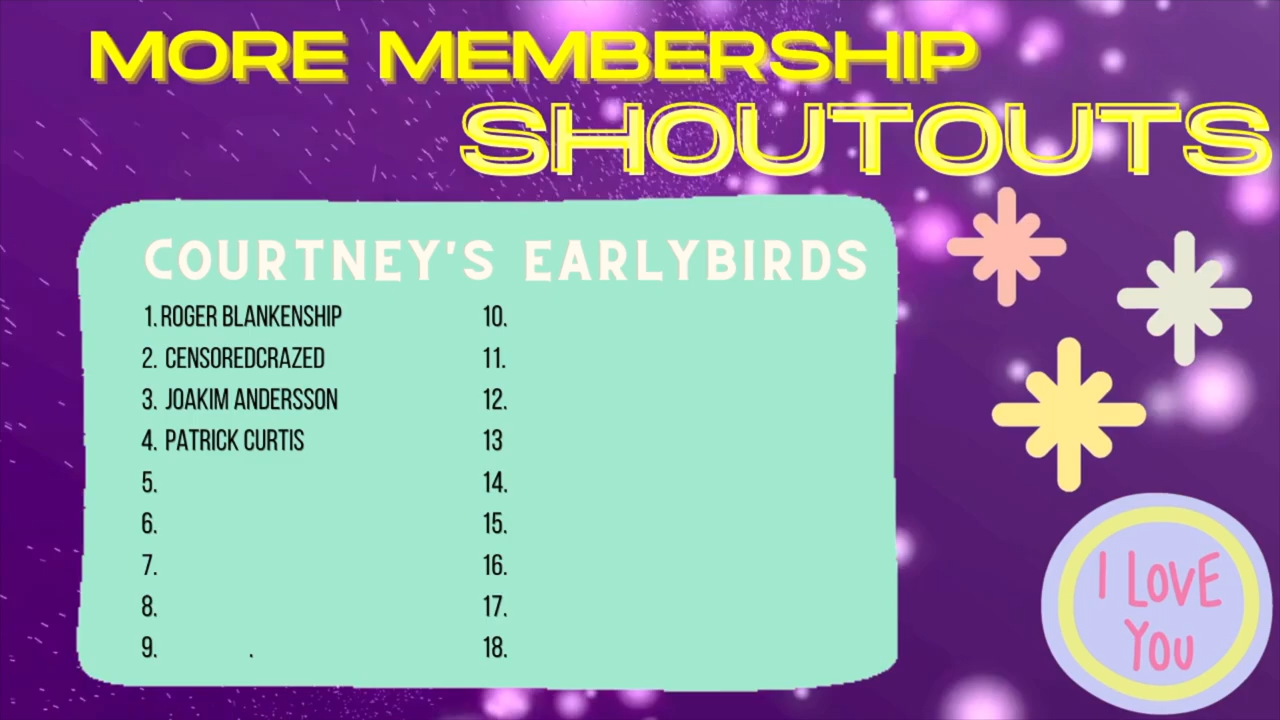 MORE MEMBERSHIP
SHOUTOUTS
COURTNEY'S EARLYBIRDS
1. ROGER BLANKENSHIP
2. CENSOREDCRAZED
3. JOAKIM ANDERSSON
4. PATRICK CURTIS
5.
6.
7.
8.
9. .
10.
11.
12.
13
14.
15.
16.
17.
18.
I LOVE
YOU